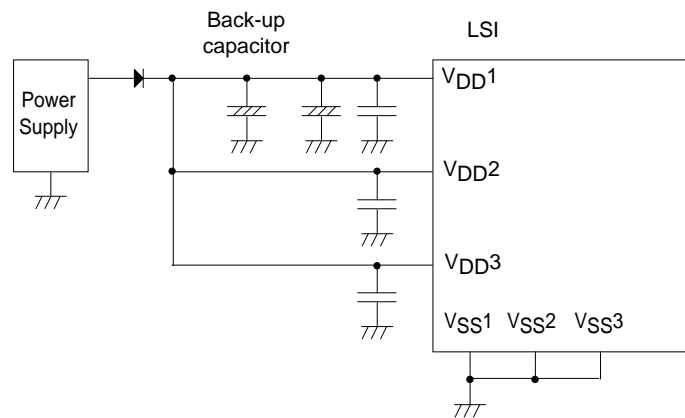 Back-up
capacitor
LSI
Power
Supply
VDD1
VDD2
VDD3
VSS1 VSS2 VSS3